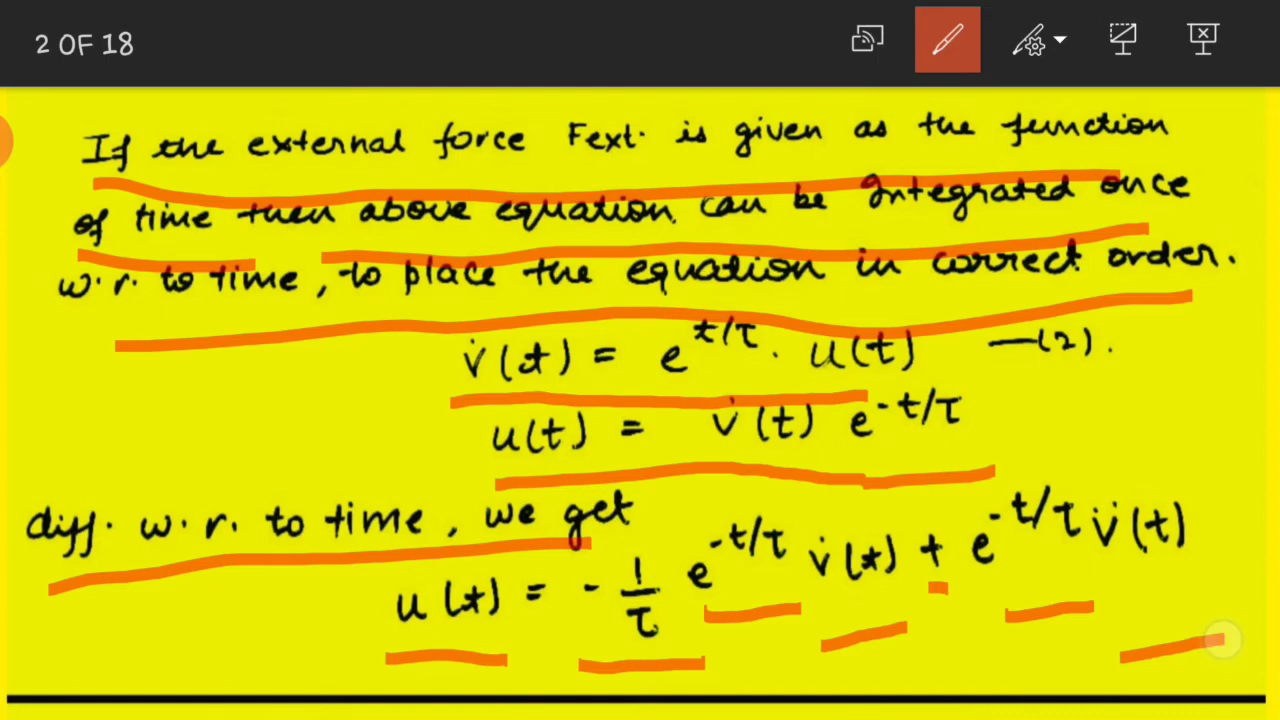 2 OF 18
If the external force Fext. is given as the function
of time then above equation can be Integrated once
w.r. to time, to place the equation in correct order.
v̇(t) = e^{t/τ}. u(t) —(2).
u(t) = v̇(t) e^{-t/τ}
diff. w.r. to time, we get
u(t) = - 1/τ e^{-t/τ} v̇(t) + e^{-t/τ} v̈(t)